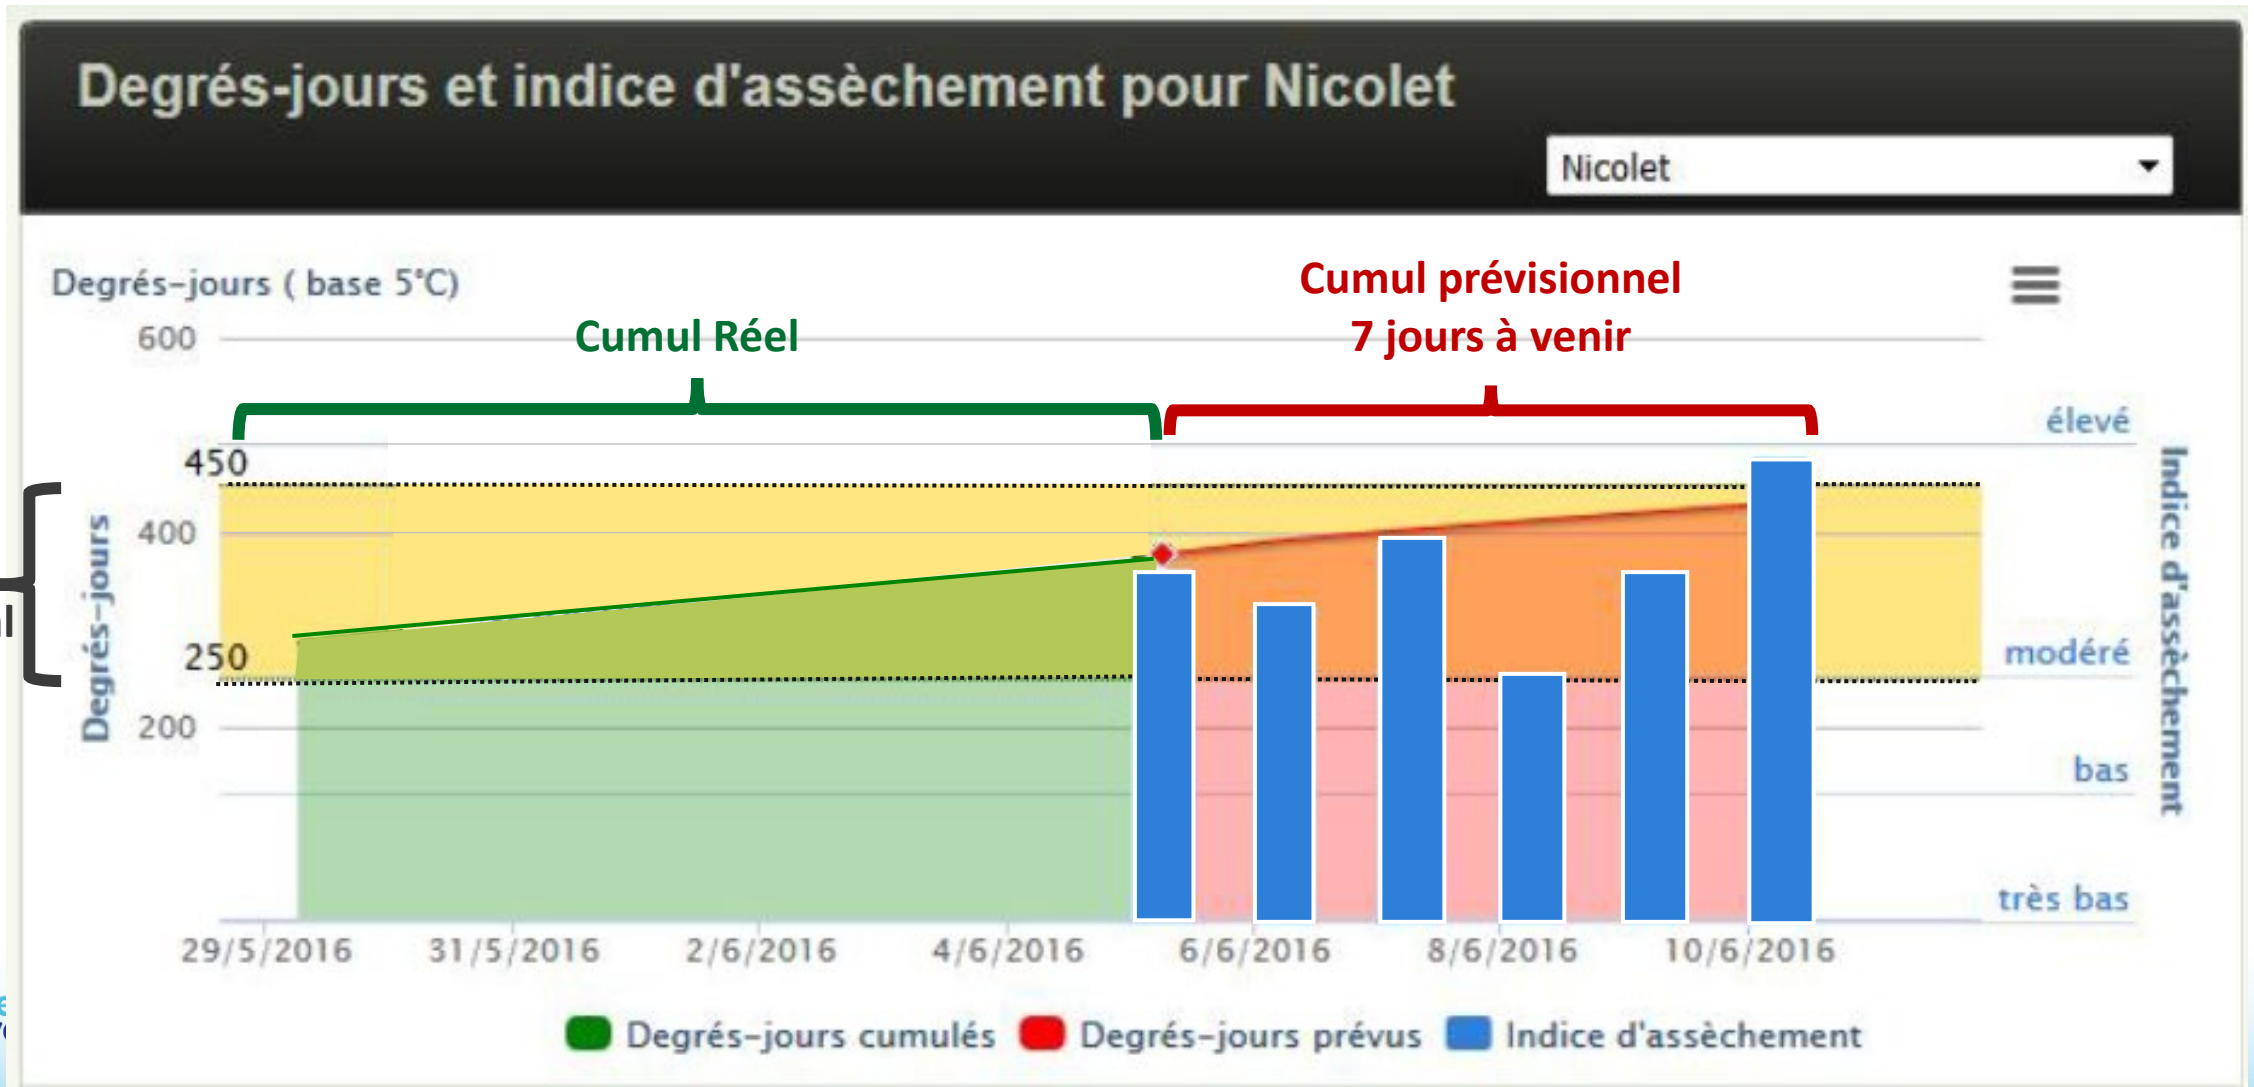 Degrés-jours et indice d'assèchement pour Nicolet
Nicolet
Degrés-jours ( base 5°C)
Cumul Réel
Cumul prévisionnel
7 jours à venir
600
450
400
250
200
Degrés-jours
élevé
modéré
bas
très bas
Indice d'assèchement
29/5/2016
31/5/2016
2/6/2016
4/6/2016
6/6/2016
8/6/2016
10/6/2016
Degrés-jours cumulés
Degrés-jours prévus
Indice d'assèchement